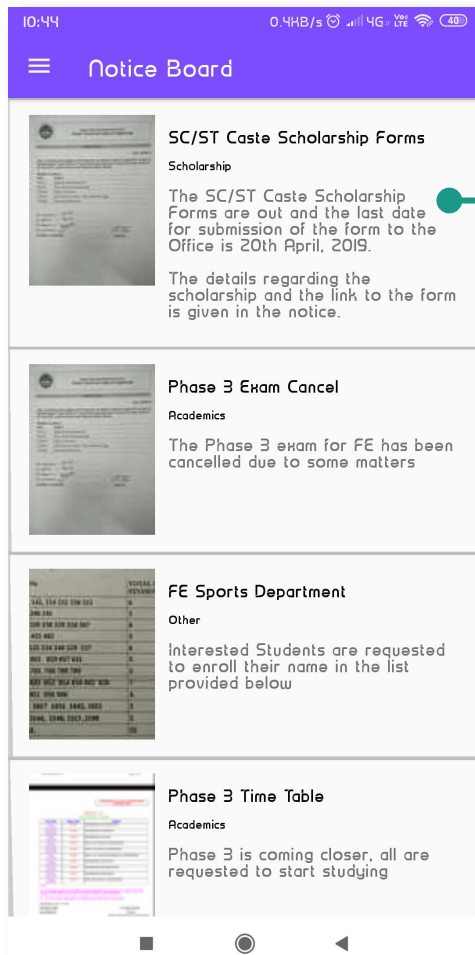 10:44
0.4KB/s
4G
VoLTE
40
Notice Board
SC/ST Caste Scholarship Forms
Scholarship
The SC/ST Caste Scholarship
Forms are out and the last date
for submission of the form to the
Office is 20th April, 2019.
The details regarding the
scholarship and the link to the form
is given in the notice.
Phase 3 Exam Cancel
Academics
The Phase 3 exam for FE has been
cancelled due to some matters
FE Sports Department
Other
Interested Students are requested
to enroll their name in the list
provided below
Phase 3 Time Table
Academics
Phase 3 is coming closer, all are
requested to start studying